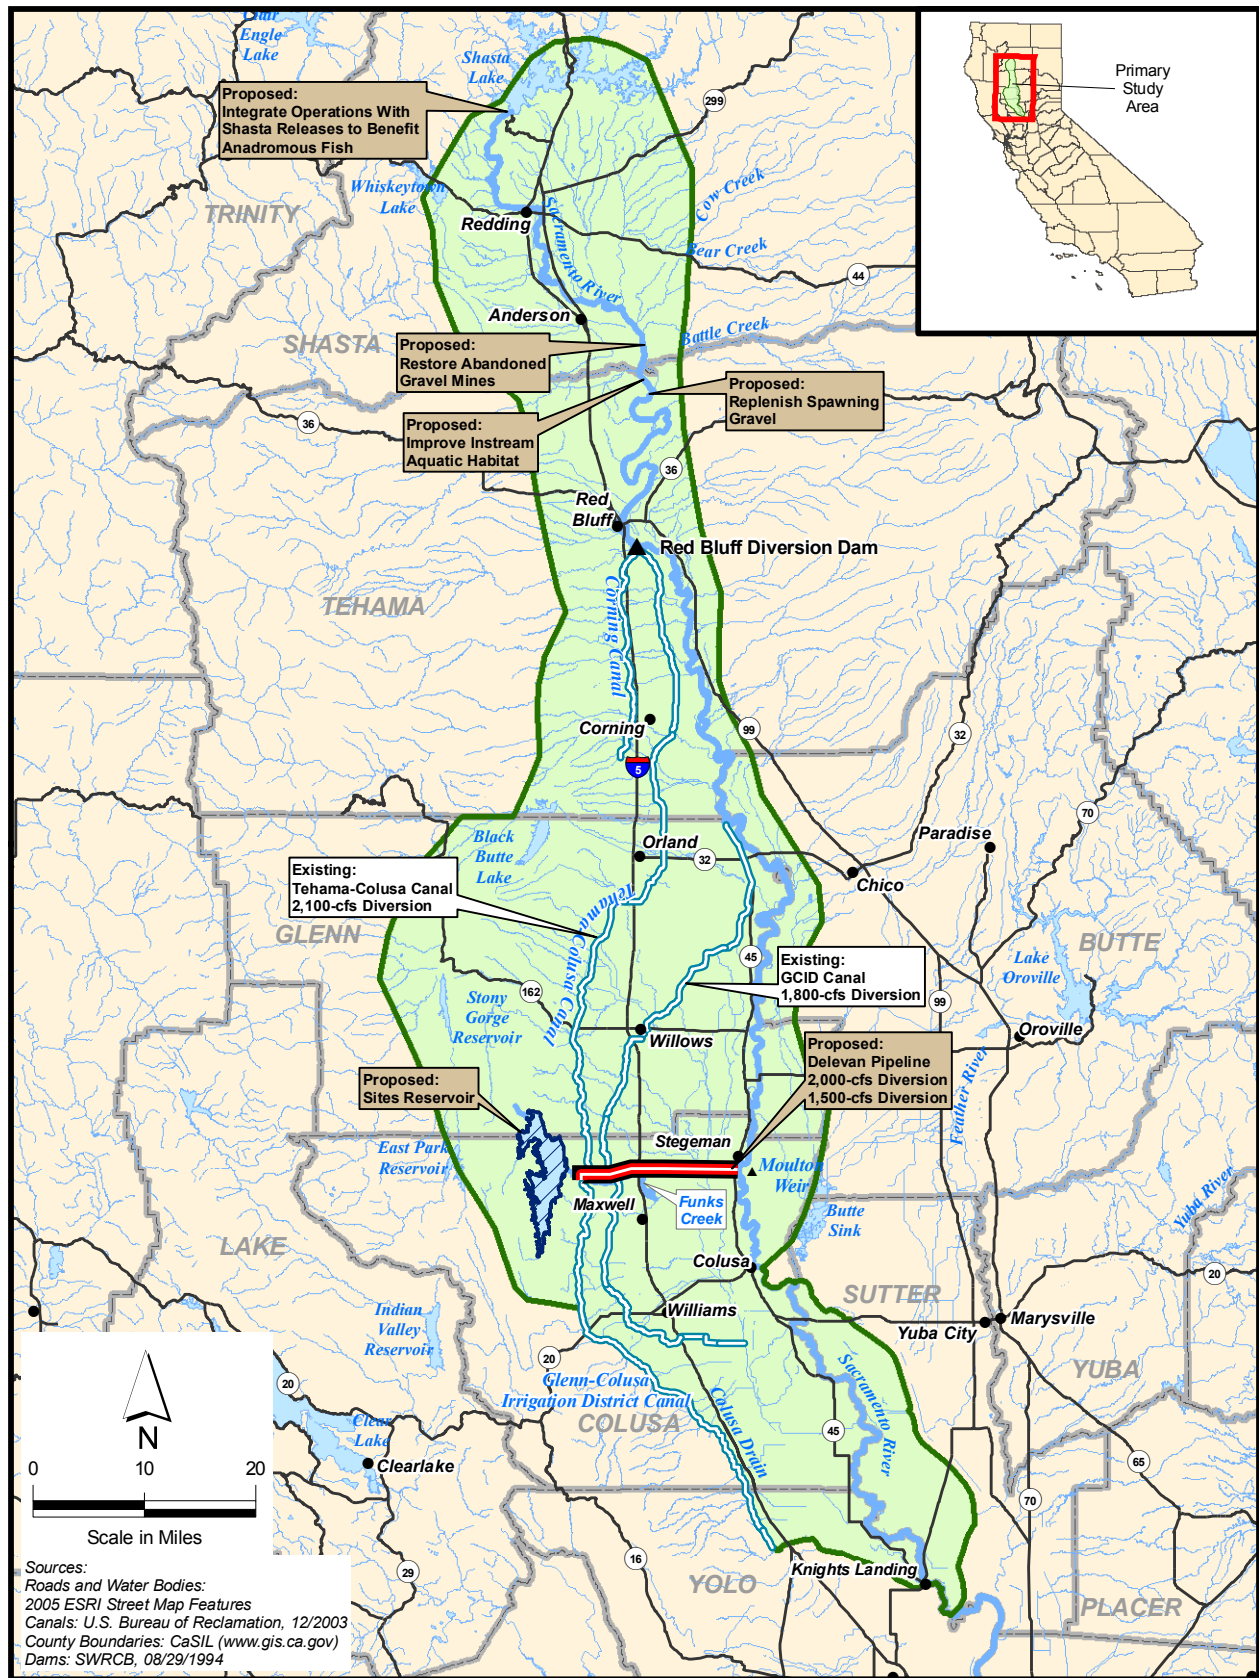 Clair
Engle
Lake
Shasta
Lake
Primary
Study
Area
Proposed:
Integrate Operations With
Shasta Releases to Benefit
Anadromous Fish
299
Whiskeytown
Lake
TRINITY
Cow Creek
Redding
Sacramento River
Bear Creek
44
Anderson
SHASTA
Battle Creek
Proposed:
Restore Abandoned
Gravel Mines
Proposed:
Replenish Spawning
Gravel
36
Proposed:
Improve Instream
Aquatic Habitat
36
Red
Bluff
Red Bluff Diversion Dam
TEHAMA
Corning Canal
Corning
99
32
5
70
Black
Butte
Lake
Orland
32
Paradise
Chico
Existing:
Tehama-Colusa Canal
2,100-cfs Diversion
Tehama-Colusa Canal
GLENN
BUTTE
45
Existing:
GCID Canal
1,800-cfs Diversion
Lake
Oroville
162
99
Stony
Gorge
Reservoir
Willows
Oroville
Proposed:
Delevan Pipeline
2,000-cfs Diversion
1,500-cfs Diversion
Feather River
Proposed:
Sites Reservoir
East Park
Reservoir
Stegeman
Moulton
Weir
Maxwell
Funks
Creek
Butte
Sink
Yuba River
LAKE
Colusa
20
SUTTER
Indian
Valley
Reservoir
Williams
Yuba City
Marysville
20
YUBA
Glenn-Colusa
Irrigation District Canal
Sacramento River
20
COLUSA
Colusa Drain
45
Clear
Lake
Clearlake
65
70
N
0 10 20
Scale in Miles
16
29
Knights Landing
YOLO
PLACER
Sources:
Roads and Water Bodies:
2005 ESRI Street Map Features
Canals: U.S. Bureau of Reclamation, 12/2003
County Boundaries: CaSIL (www.gis.ca.gov)
Dams: SWRCB, 08/29/1994